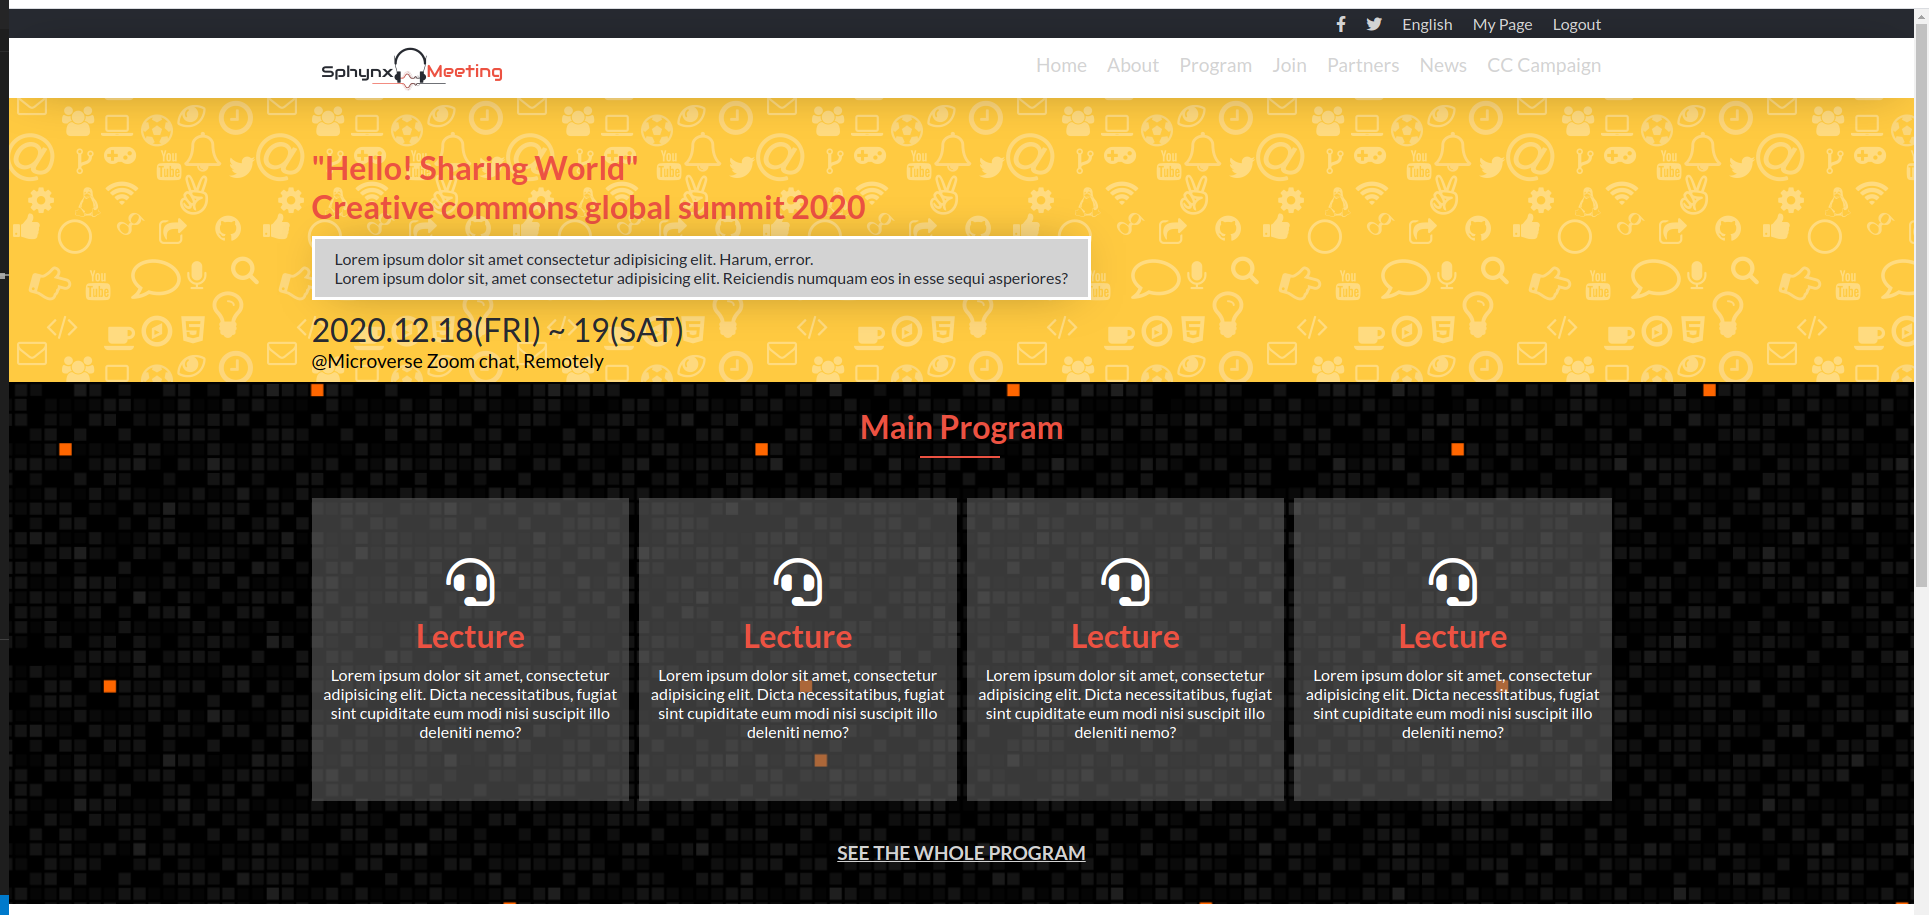 English My Page Logout
Sphynx Meeting
Home About Program Join Partners News CC Campaign
"Hello! Sharing World"
Creative commons global summit 2020
Lorem ipsum dolor sit amet consectetur adipisicing elit. Harum, error.
Lorem ipsum dolor sit, amet consectetur adipisicing elit. Reiciendis numquam eos in esse sequi asperiores?
2020.12.18(FRI) ~ 19(SAT)
@Microverse Zoom chat, Remotely
Main Program
Lecture
Lorem ipsum dolor sit amet, consectetur
adipisicing elit. Dicta necessitatibus, fugiat
sint cupiditate eum modi nisi suscipit illo
deleniti nemo?
Lecture
Lorem ipsum dolor sit amet, consectetur
adipisicing elit. Dicta necessitatibus, fugiat
sint cupiditate eum modi nisi suscipit illo
deleniti nemo?
Lecture
Lorem ipsum dolor sit amet, consectetur
adipisicing elit. Dicta necessitatibus, fugiat
sint cupiditate eum modi nisi suscipit illo
deleniti nemo?
Lecture
Lorem ipsum dolor sit amet, consectetur
adipisicing elit. Dicta necessitatibus, fugiat
sint cupiditate eum modi nisi suscipit illo
deleniti nemo?
SEE THE WHOLE PROGRAM